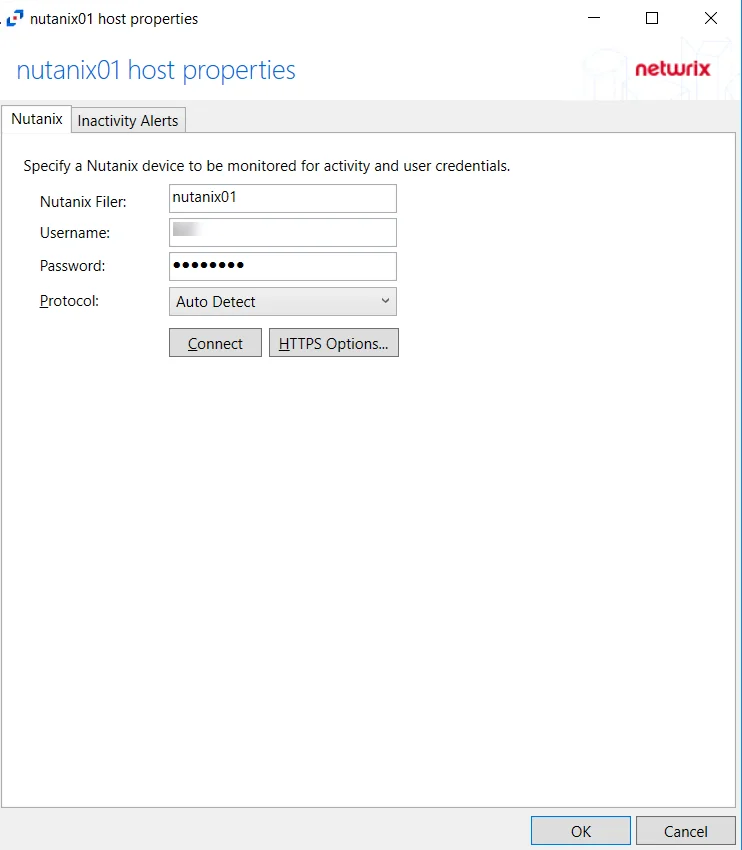 nutanix01 host properties
nutanix01 host properties
netwrix
Nutanix
Inactivity Alerts
Specify a Nutanix device to be monitored for activity and user credentials.
Nutanix Filer: nutanix01
Username:
Password: ●●●●●●●●
Protocol: Auto Detect
Connect
HTTPS Options...
OK
Cancel